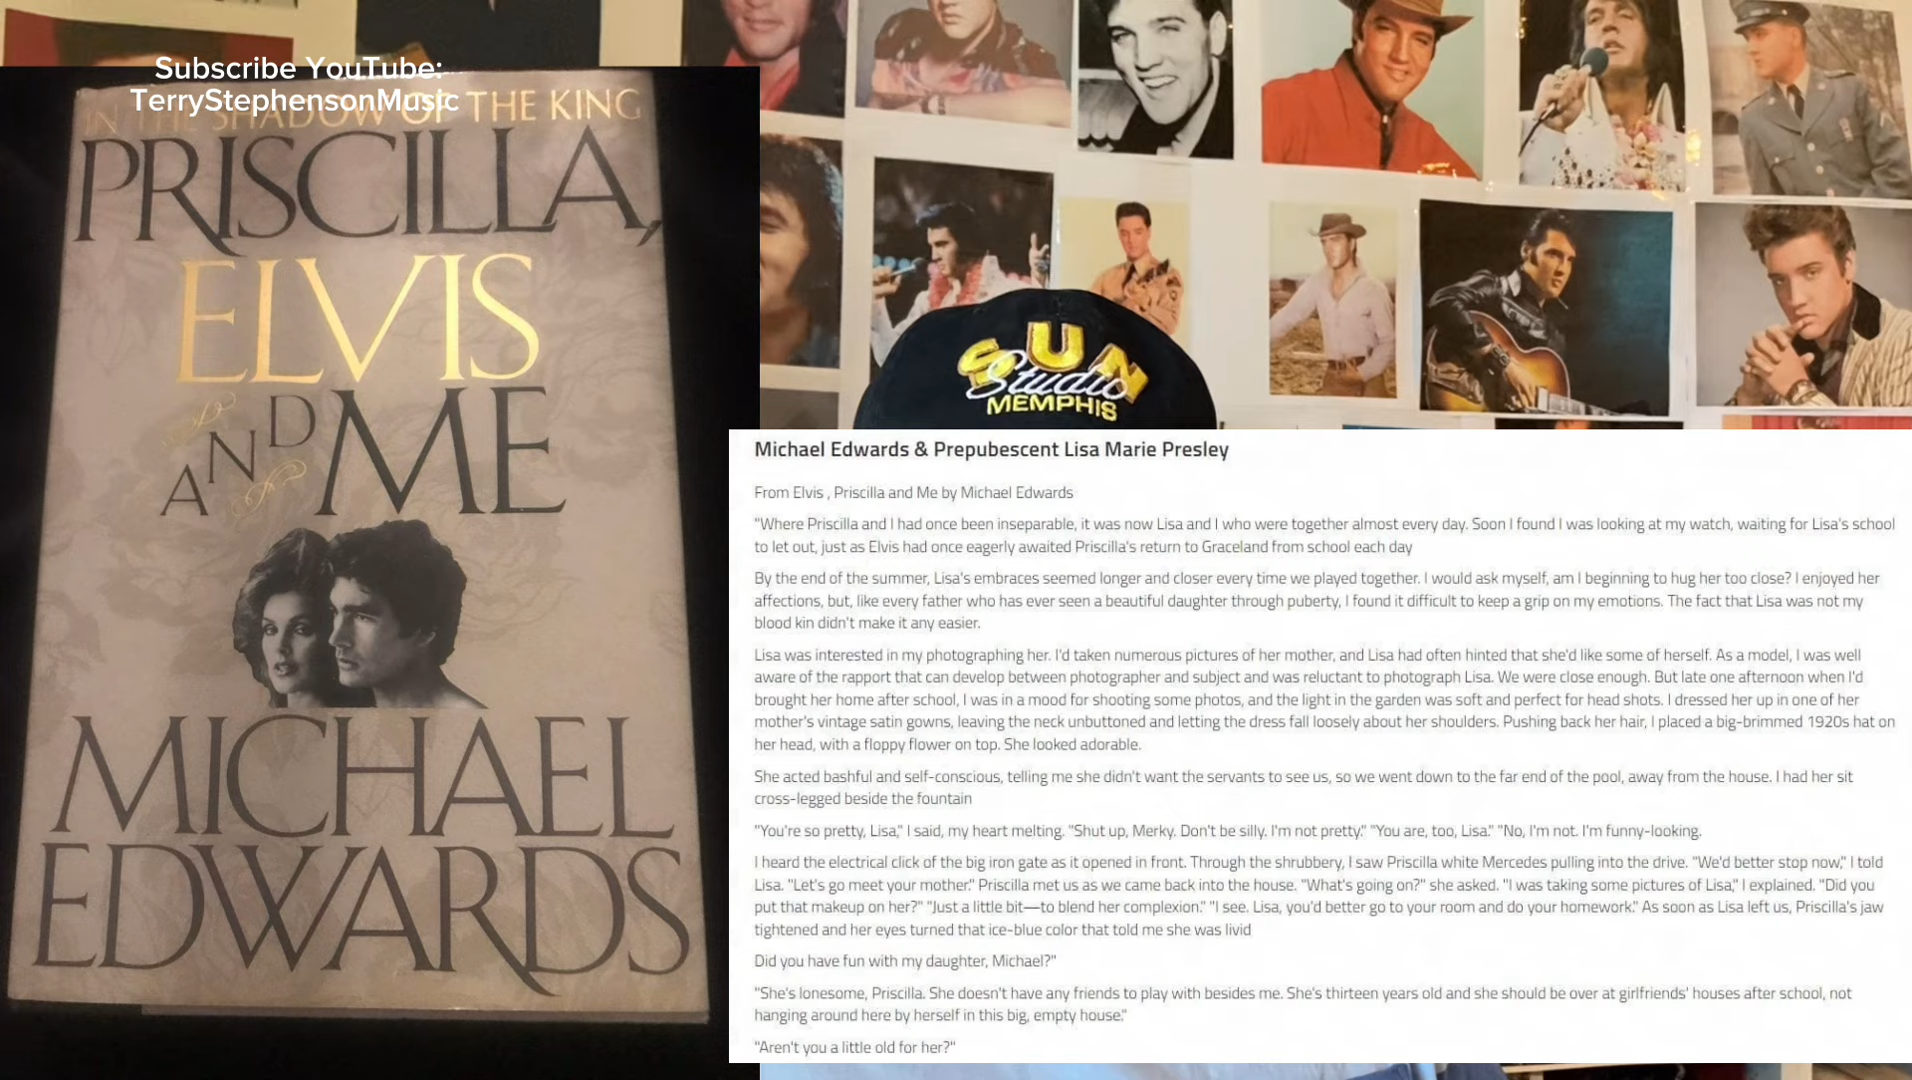 Subscribe YouTube:
TerryStephensonMusic
IN THE SHADOW OF THE KING
PRISCILLA,
ELVIS
AND ME
MICHAEL
EDWARDS
SUN
Studio
MEMPHIS
Michael Edwards & Prepubescent Lisa Marie Presley
From Elvis , Priscilla and Me by Michael Edwards
"Where Priscilla and I had once been inseparable, it was now Lisa and I who were together almost every day. Soon I found I was looking at my watch, waiting for Lisa's school
to let out, just as Elvis had once eagerly awaited Priscilla's return to Graceland from school each day
By the end of the summer, Lisa's embraces seemed longer and closer every time we played together. I would ask myself, am I beginning to hug her too close? I enjoyed her
affections, but, like every father who has ever seen a beautiful daughter through puberty, I found it difficult to keep a grip on my emotions. The fact that Lisa was not my
blood kin didn't make it any easier.
Lisa was interested in my photographing her. I'd taken numerous pictures of her mother, and Lisa had often hinted that she'd like some of herself. As a model, I was well
aware of the rapport that can develop between photographer and subject and was reluctant to photograph Lisa. We were close enough. But late one afternoon when I'd
brought her home after school, I was in a mood for shooting some photos, and the light in the garden was soft and perfect for head shots. I dressed her up in one of her
mother's vintage satin gowns, leaving the neck unbuttoned and letting the dress fall loosely about her shoulders. Pushing back her hair, I placed a big-brimmed 1920s hat on
her head, with a floppy flower on top. She looked adorable.
She acted bashful and self-conscious, telling me she didn't want the servants to see us, so we went down to the far end of the pool, away from the house. I had her sit
cross-legged beside the fountain
"You're so pretty, Lisa," I said, my heart melting. "Shut up, Merky. Don't be silly. I'm not pretty." "You are, too, Lisa." "No, I'm not. I'm funny-looking.
I heard the electrical click of the big iron gate as it opened in front. Through the shrubbery, I saw Priscilla white Mercedes pulling into the drive. "We'd better stop now," I told
Lisa. "Let's go meet your mother." Priscilla met us as we came back into the house. "What's going on?" she asked. "I was taking some pictures of Lisa," I explained. "Did you
put that makeup on her?" "Just a little bit—to blend her complexion." "I see. Lisa, you'd better go to your room and do your homework." As soon as Lisa left us, Priscilla's jaw
tightened and her eyes turned that ice-blue color that told me she was livid
Did you have fun with my daughter, Michael?"
"She's lonesome, Priscilla. She doesn't have any friends to play with besides me. She's thirteen years old and she should be over at girlfriends' houses after school, not
hanging around here by herself in this big, empty house."
"Aren't you a little old for her?"